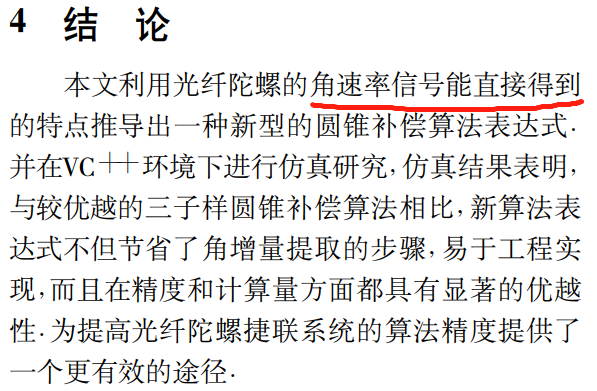 4 结 论
本文利用光纤陀螺的角速率信号能直接得到
的特点推导出一种新型的圆锥补偿算法表达式.
并在VC++环境下进行仿真研究,仿真结果表明,
与较优越的三子样圆锥补偿算法相比,新算法表
达式不但节省了角增量提取的步骤,易于工程实
现,而且在精度和计算量方面都具有显著的优越
性.为提高光纤陀螺捷联系统的算法精度提供了
一个更有效的途径.